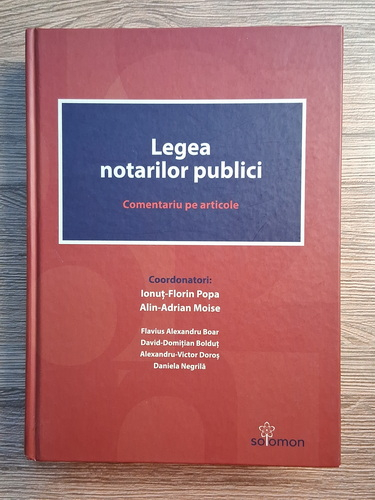 Legea
notarilor publici
Comentariu pe articole
Coordonatori:
Ionuț-Florin Popa
Alin-Adrian Moise
Flavius Alexandru Boar
David-Domițian Bolduț
Alexandru-Victor Doroș
Daniela Negrilă
solomon